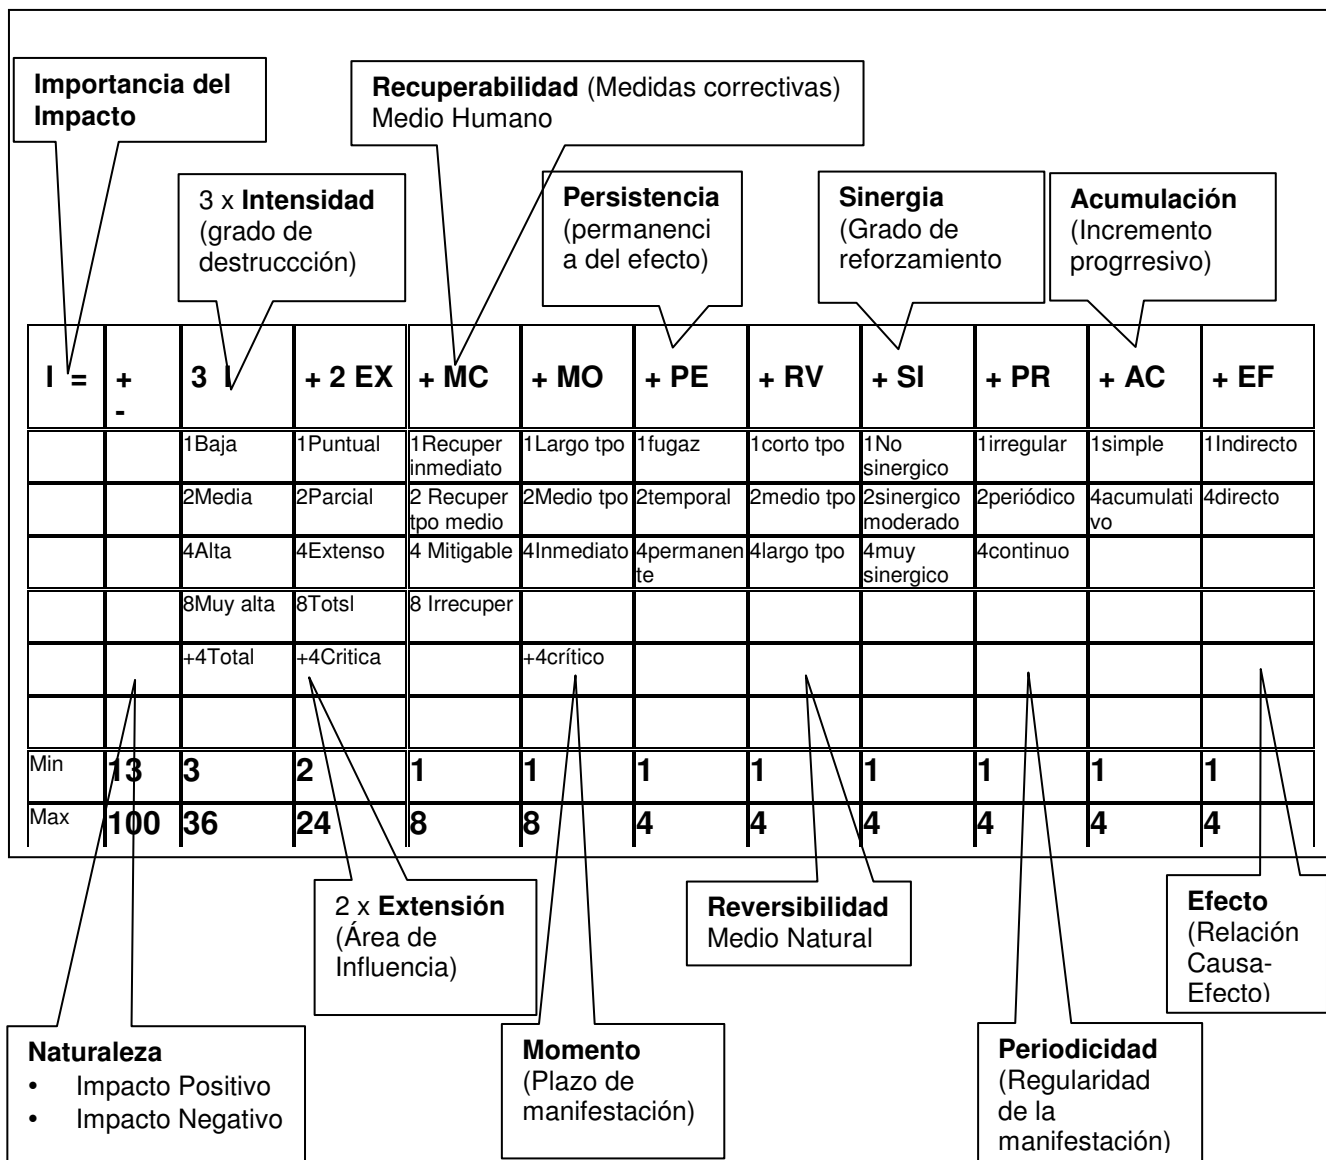 Importancia del
Impacto
Recuperabilidad (Medidas correctivas)
Medio Humano
3 x Intensidad
(grado de
destruccción)
Persistencia
(permanenci
a del efecto)
Sinergia
(Grado de
reforzamiento
Acumulación
(Incremento
progrresivo)
I = + - 3 I + 2 EX + MC + MO + PE + RV + SI + PR + AC + EF
1Baja 1Puntual 1Recuper inmediato 1Largo tpo 1fugaz 1corto tpo 1No sinergico 1irregular 1simple 1Indirecto
2Media 2Parcial 2 Recuper tpo medio 2Medio tpo 2temporal 2medio tpo 2sinergico moderado 2periódico 4acumulati vo 4directo
4Alta 4Extenso 4 Mitigable 4Inmediato 4permanen te 4largo tpo 4muy sinergico 4continuo
8Muy alta 8Totsl 8 Irrecuper
+4Total +4Critica +4crítico
Min 13 3 2 1 1 1 1 1 1 1 1
Max 100 36 24 8 8 4 4 4 4 4 4
2 x Extensión
(Área de
Influencia)
Reversibilidad
Medio Natural
Efecto
(Relación
Causa-
Efecto)
Naturaleza
• Impacto Positivo
• Impacto Negativo
Momento
(Plazo de
manifestación)
Periodicidad
(Regularidad
de la
manifestación)